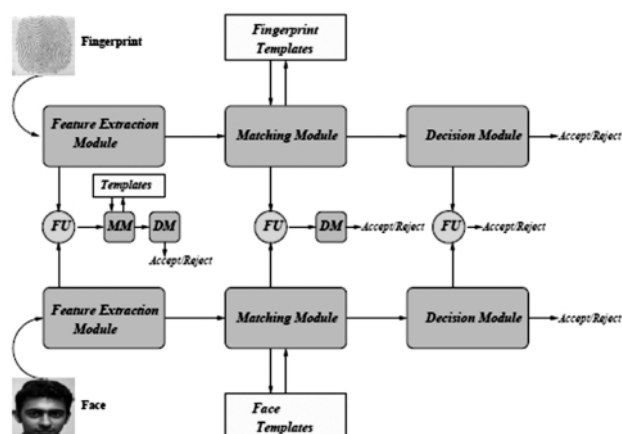 Fingerprint
Fingerprint
Templates
Feature Extraction
Module
Matching Module
Decision Module
Accept/Reject
Templates
FU
MM
DM
Accept/Reject
FU
DM
Accept/Reject
FU
Accept/Reject
Feature Extraction
Module
Matching Module
Decision Module
Accept/Reject
Face
Face
Templates